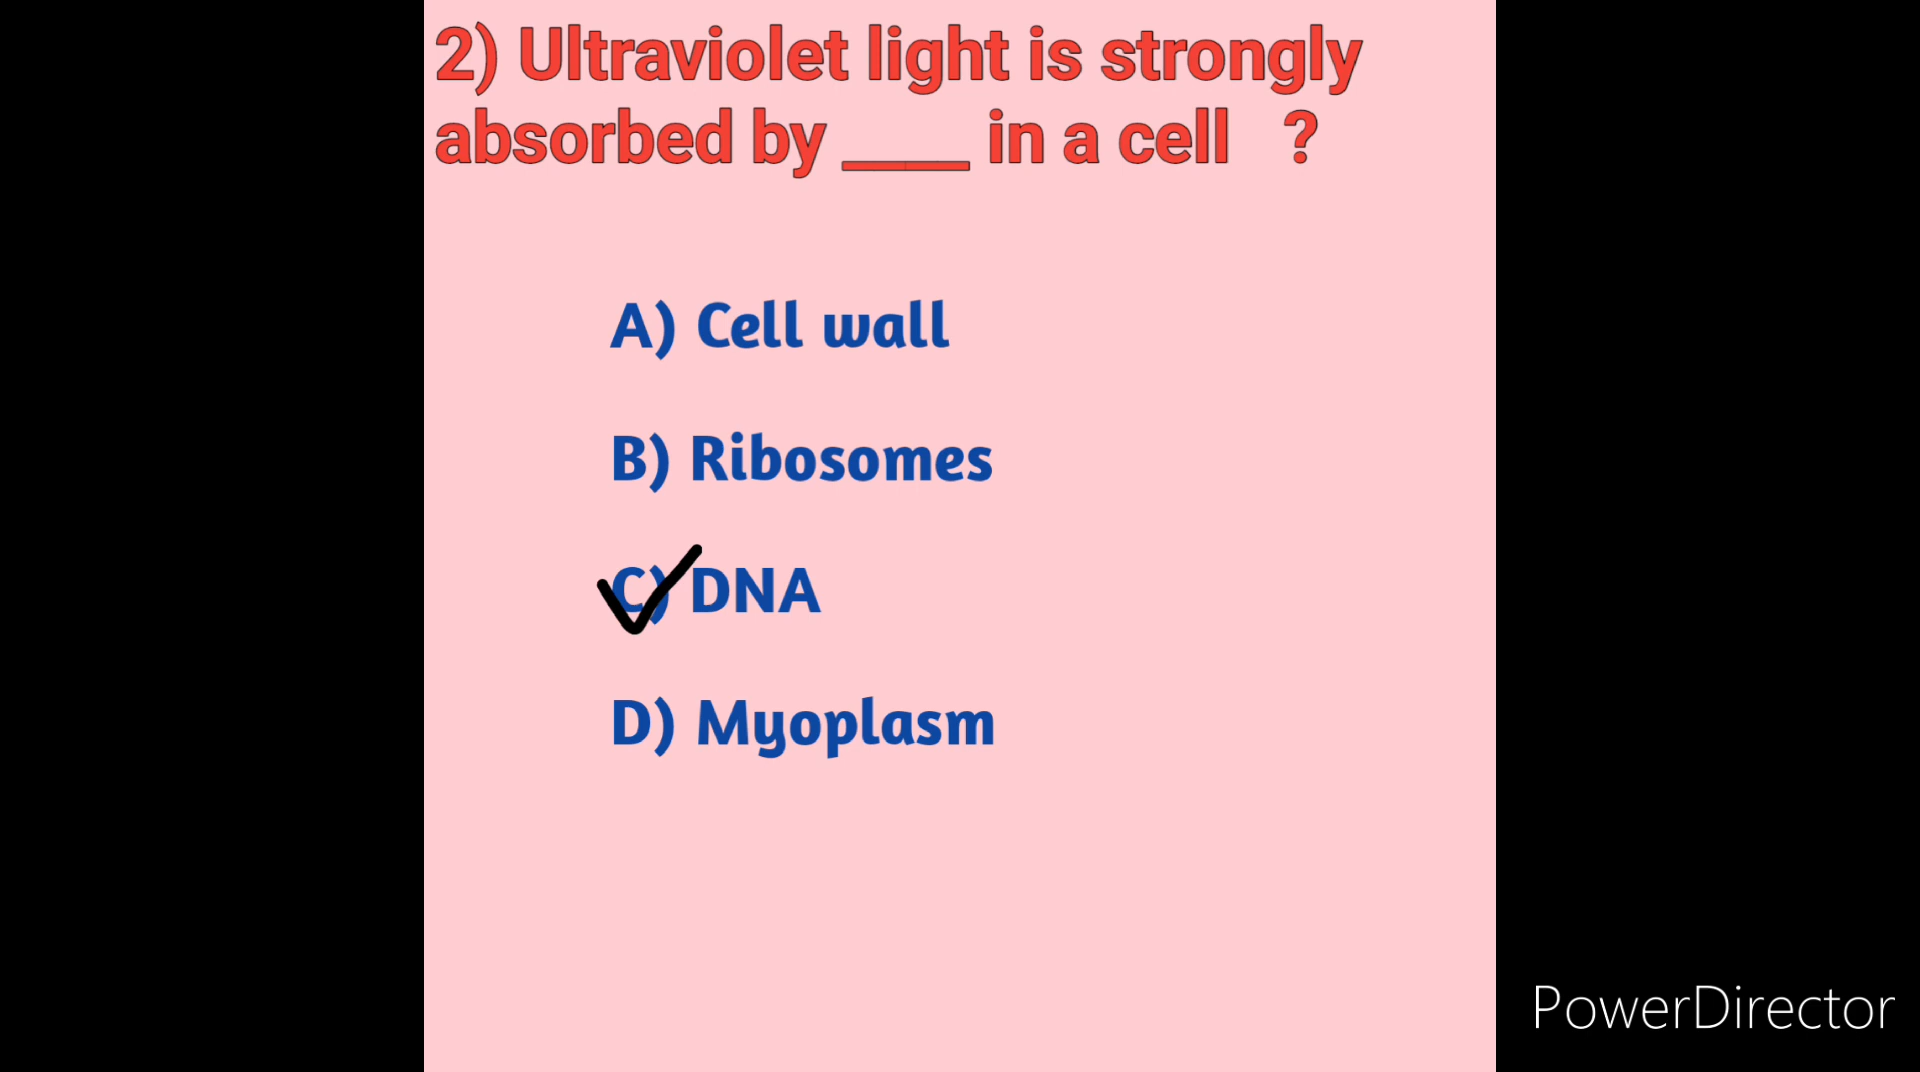 2) Ultraviolet light is strongly
absorbed by ____ in a cell ?
A) Cell wall
B) Ribosomes
C) DNA
D) Myoplasm
PowerDirector